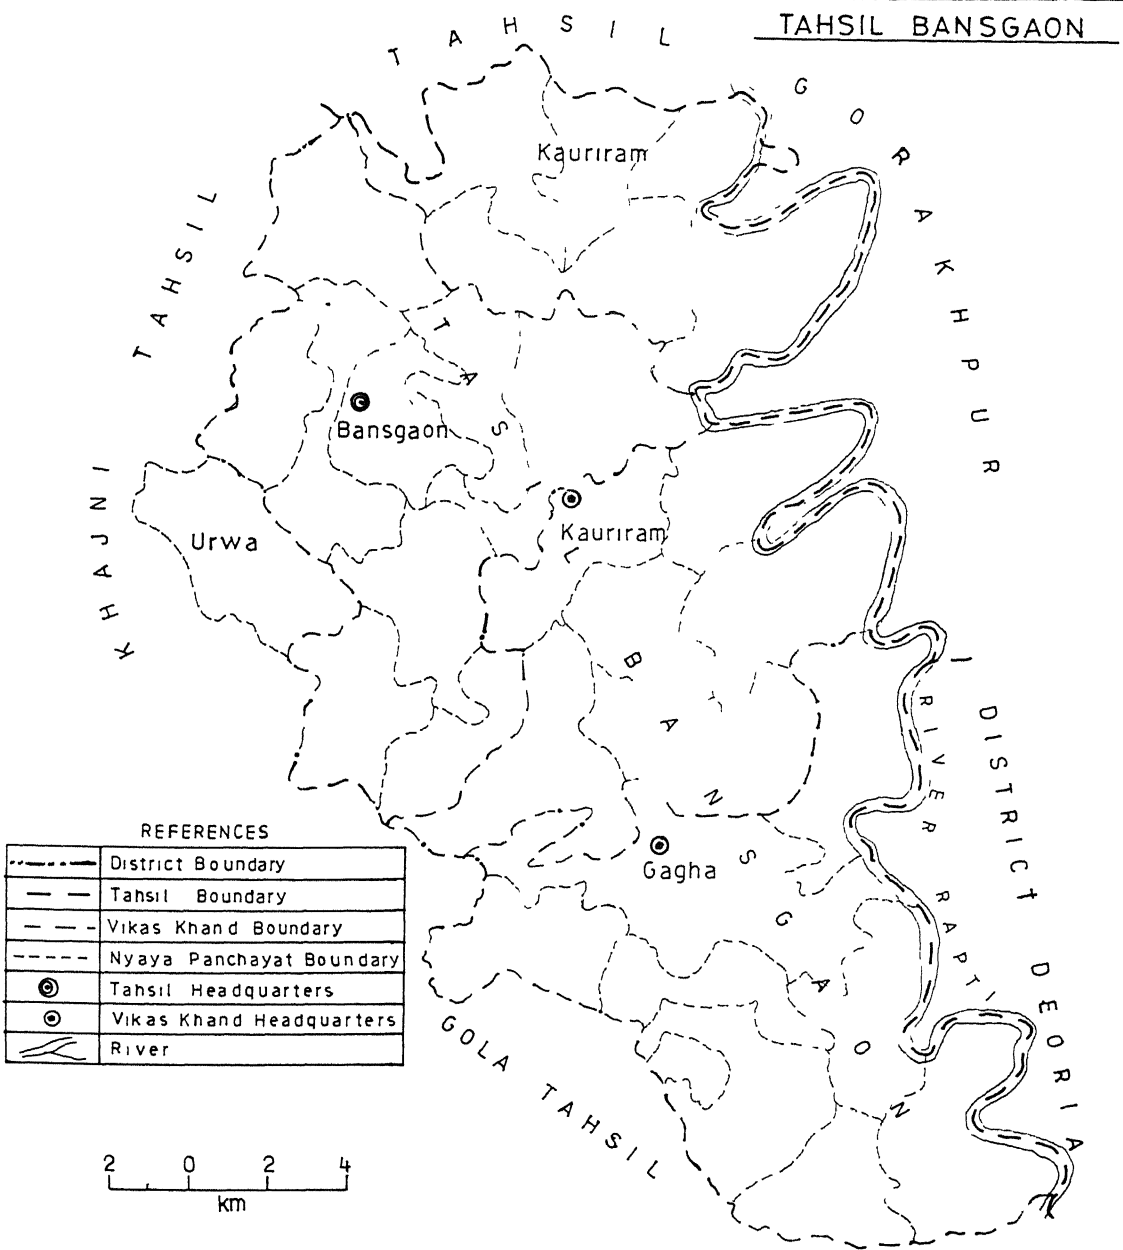 TAHSIL BANSGAON
TAHSIL GORAKHPUR
Kauriram
TAHSIL KHAJNI
Bansgaon
Urwa
Kauriram
TAHSIL BANSGAON
RIVER RAPTI
DISTRICT DEORIA
Gagha
GOLA TAHSIL
REFERENCES
District Boundary
Tahsil Boundary
Vikas Khand Boundary
Nyaya Panchayat Boundary
Tahsil Headquarters
Vikas Khand Headquarters
River
2 0 2 4
km